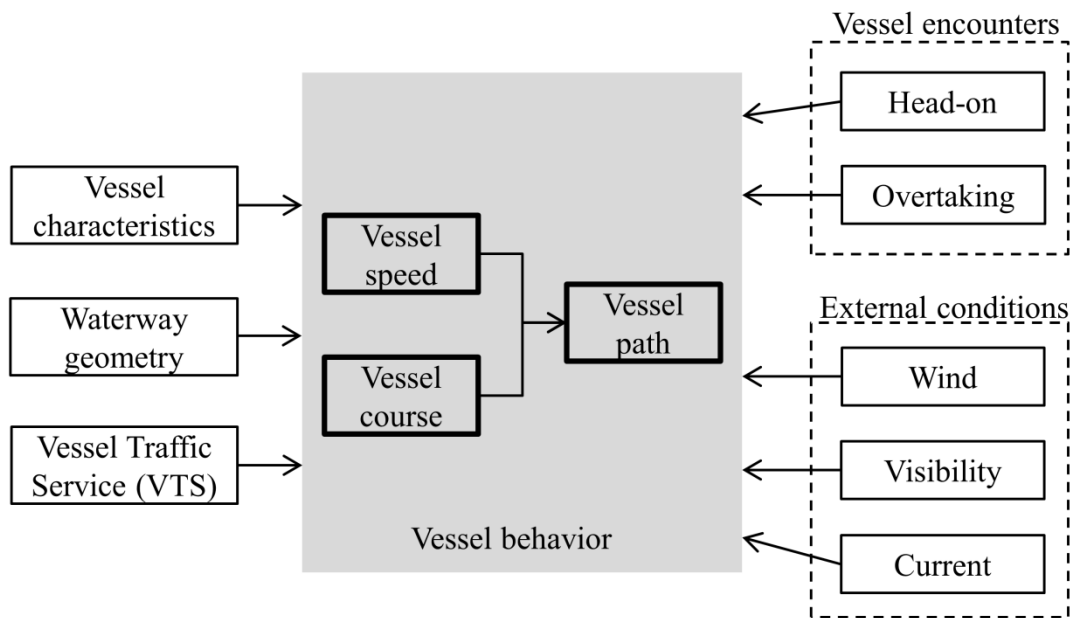 Vessel encounters
Head-on
Overtaking
Vessel
characteristics
Waterway
geometry
Vessel Traffic
Service (VTS)
Vessel
speed
Vessel
course
Vessel
path
Vessel behavior
External conditions
Wind
Visibility
Current